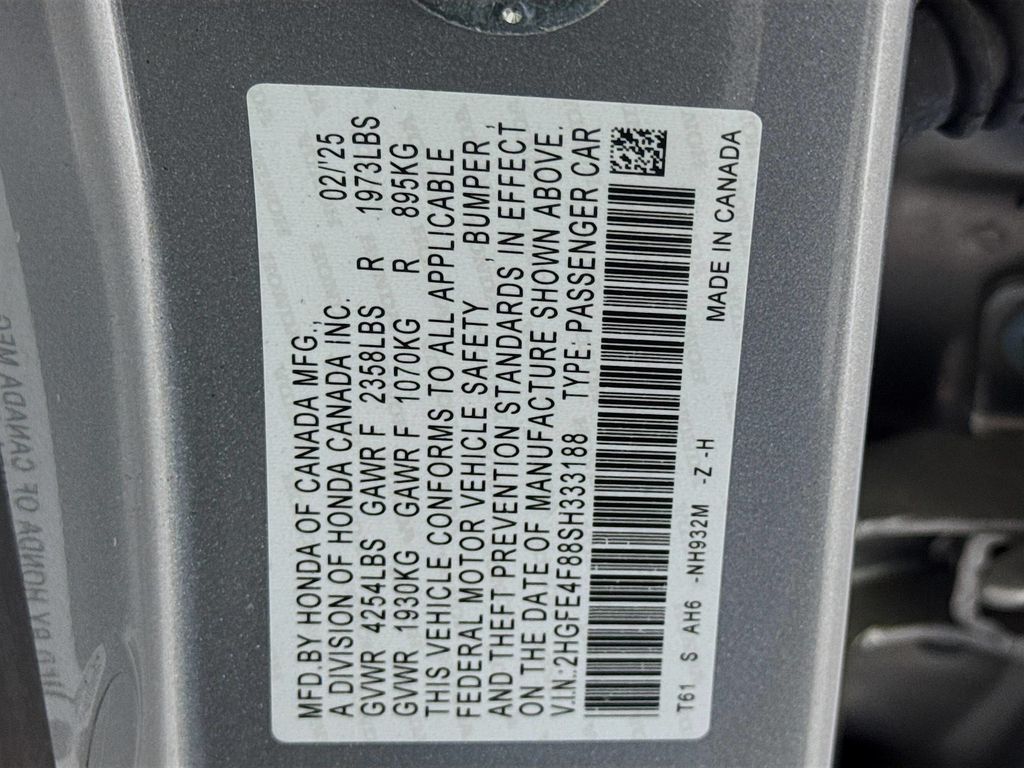 MFD.BY HONDA OF CANADA MFG., 02/"25
A DIVISION OF HONDA CANADA INC.
GVWR 4254LBS GAWR F 2358LBS R 1973LBS
GVWR 1930KG GAWR F 1070KG R 895KG
THIS VEHICLE CONFORMS TO ALL APPLICABLE
FEDERAL MOTOR VEHICLE SAFETY, BUMPER,
AND THEFT PREVENTION STANDARDS IN EFFECT
ON THE DATE OF MANUFACTURE SHOWN ABOVE.
V.I.N.:2HGFE4F88SH333188 TYPE: PASSENGER CAR
T61 S AH6 -NH932M -Z -H MADE IN CANADA